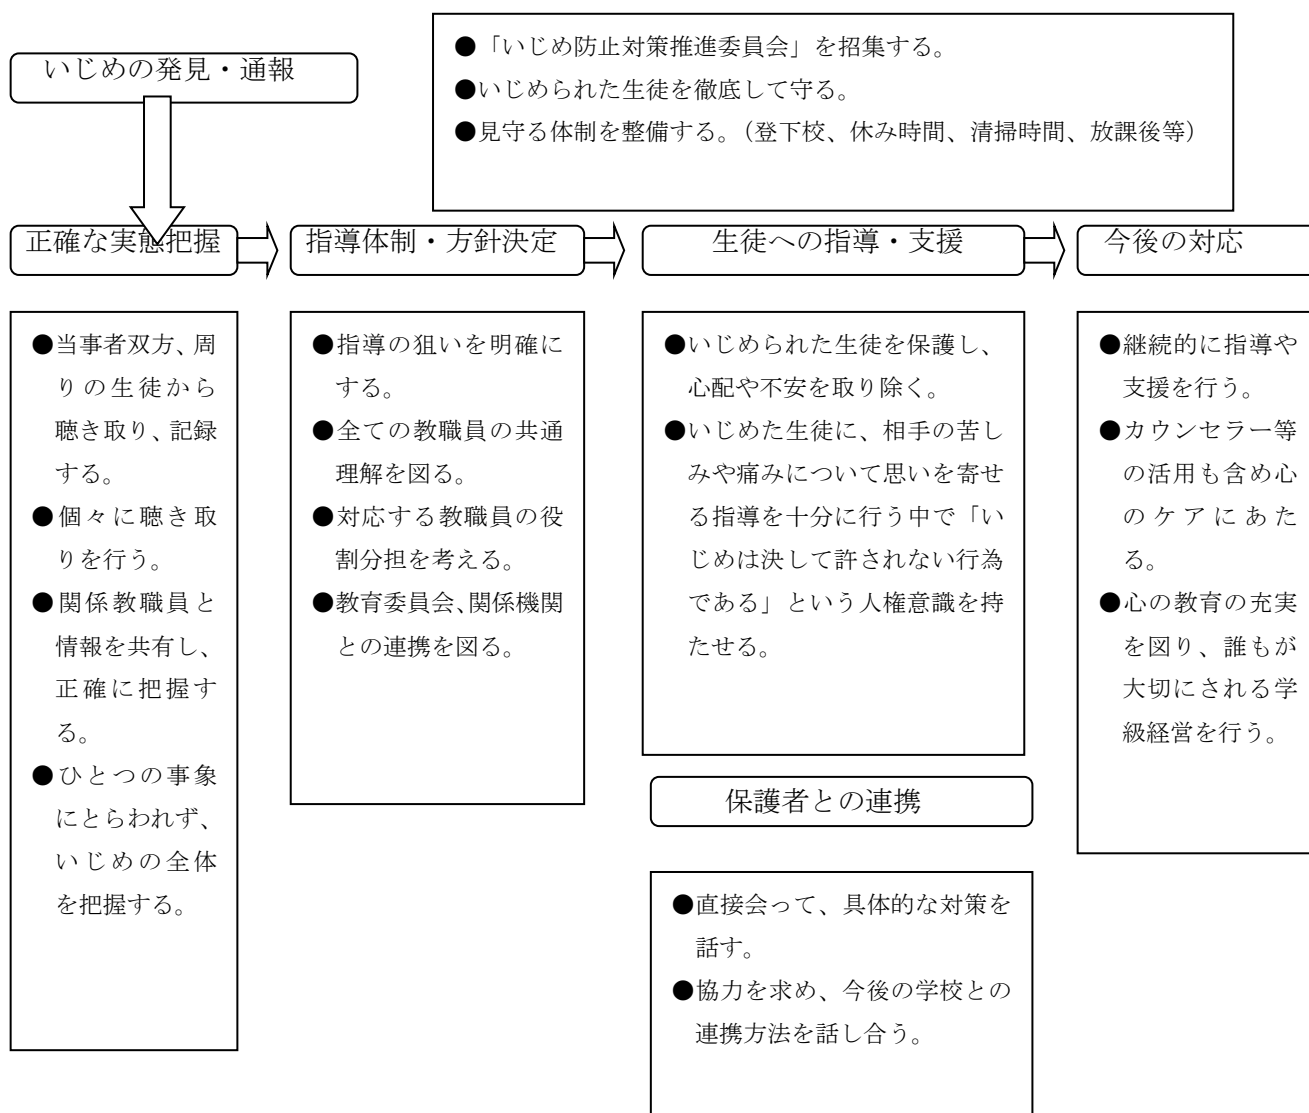 いじめの発見・通報
●「いじめ防止対策推進委員会」を招集する。
●いじめられた生徒を徹底して守る。
●見守る体制を整備する。（登下校、休み時間、清掃時間、放課後等）
正確な実態把握
指導体制・方針決定
生徒への指導・支援
今後の対応
●当事者双方、周
りの生徒から
聴き取り、記録
する。
●個々に聴き取
りを行う。
●関係教職員と
情報を共有し、
正確に把握す
る。
●ひとつの事象
にとらわれず、
いじめの全体
を把握する。
●指導の狙いを明確に
する。
●全ての教職員の共通
理解を図る。
●対応する教職員の役
割分担を考える。
●教育委員会、関係機関
との連携を図る。
●いじめられた生徒を保護し、
心配や不安を取り除く。
●いじめた生徒に、相手の苦し
みや痛みについて思いを寄せ
る指導を十分に行う中で「い
じめは決して許されない行為
である」という人権意識を持
たせる。
保護者との連携
●直接会って、具体的な対策を
話す。
●協力を求め、今後の学校との
連携方法を話し合う。
●継続的に指導や
支援を行う。
●カウンセラー等
の活用も含め心
のケアにあた
る。
●心の教育の充実
を図り、誰もが
大切にされる学
級経営を行う。